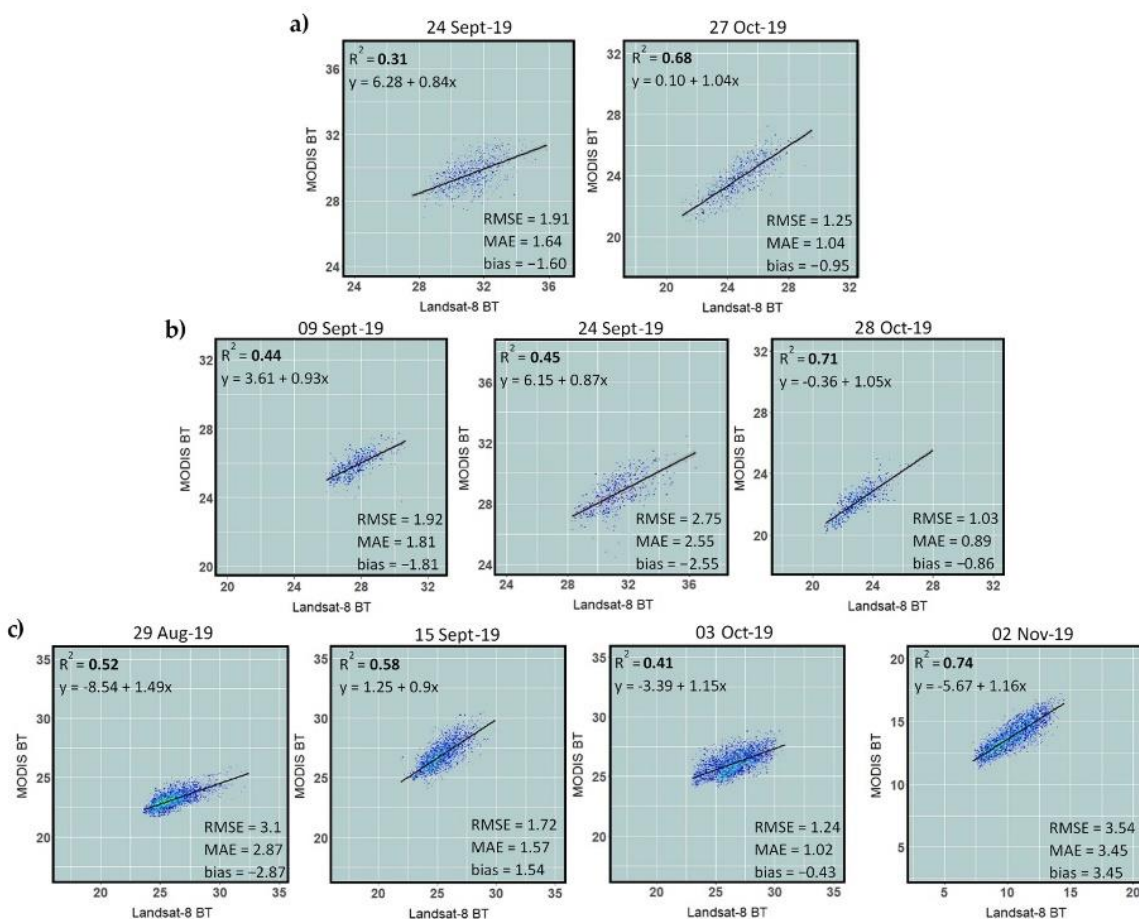 a)
24 Sept-19
27 Oct-19
R² = 0.31
y = 6.28 + 0.84x
36
32
28
24
MODIS BT
RMSE = 1.91
MAE = 1.64
bias = −1.60
24 28 32 36
Landsat-8 BT
R² = 0.68
y = 0.10 + 1.04x
32
28
24
20
MODIS BT
RMSE = 1.25
MAE = 1.04
bias = −0.95
20 24 28 32
Landsat-8 BT
b)
09 Sept-19
24 Sept-19
28 Oct-19
R² = 0.44
y = 3.61 + 0.93x
32
28
24
20
MODIS BT
RMSE = 1.92
MAE = 1.81
bias = −1.81
20 24 28 32
Landsat-8 BT
R² = 0.45
y = 6.15 + 0.87x
36
32
28
24
MODIS BT
RMSE = 2.75
MAE = 2.55
bias = −2.55
24 28 32 36
Landsat-8 BT
R² = 0.71
y = -0.36 + 1.05x
32
28
24
20
MODIS BT
RMSE = 1.03
MAE = 0.89
bias = −0.86
20 24 28 32
Landsat-8 BT
c)
29 Aug-19
15 Sept-19
03 Oct-19
02 Nov-19
R² = 0.52
y = -8.54 + 1.49x
35
30
25
20
MODIS BT
RMSE = 3.1
MAE = 2.87
bias = −2.87
20 25 30 35
Landsat-8 BT
R² = 0.58
y = 1.25 + 0.9x
35
30
25
20
MODIS BT
RMSE = 1.72
MAE = 1.57
bias = 1.54
20 25 30 35
Landsat-8 BT
R² = 0.41
y = -3.39 + 1.15x
35
30
25
20
MODIS BT
RMSE = 1.24
MAE = 1.02
bias = −0.43
20 25 30 35
Landsat-8 BT
R² = 0.74
y = -5.67 + 1.16x
20
15
10
5
MODIS BT
RMSE = 3.54
MAE = 3.45
bias = 3.45
5 10 15 20
Landsat-8 BT